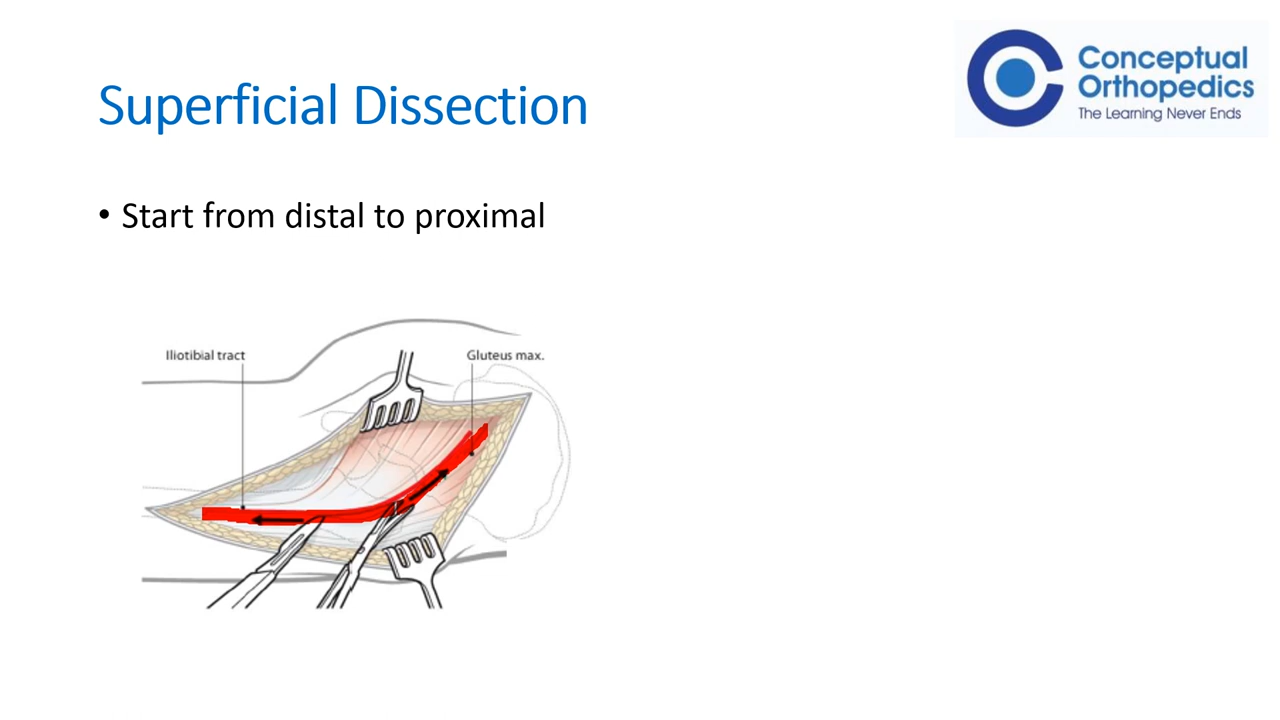 Conceptual
Orthopedics
The Learning Never Ends
Superficial Dissection
• Start from distal to proximal
Iliotibial tract
Gluteus max.